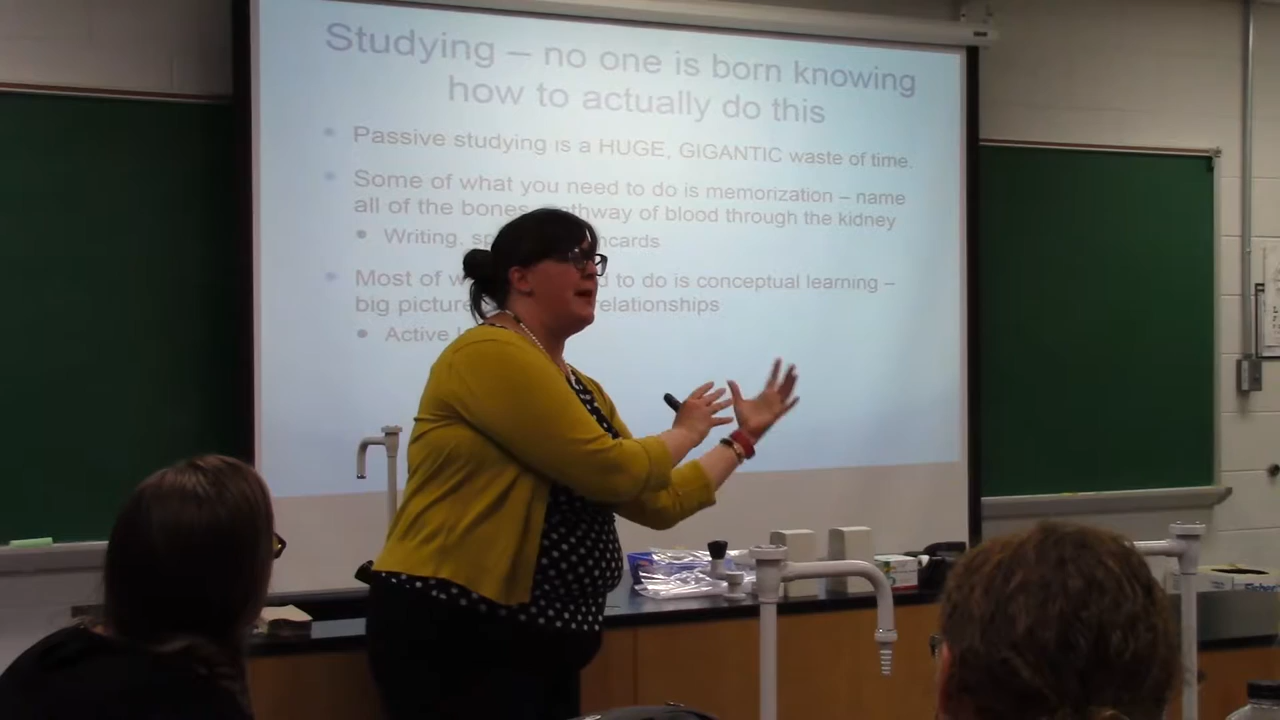 Studying – no one is born knowing
how to actually do this
Passive studying is a HUGE, GIGANTIC waste of time.
Some of what you need to do is memorization – name
all of the bones, pathway of blood through the kidney
Writing,
Most of to do is conceptual learning –
big picture relationships
Active